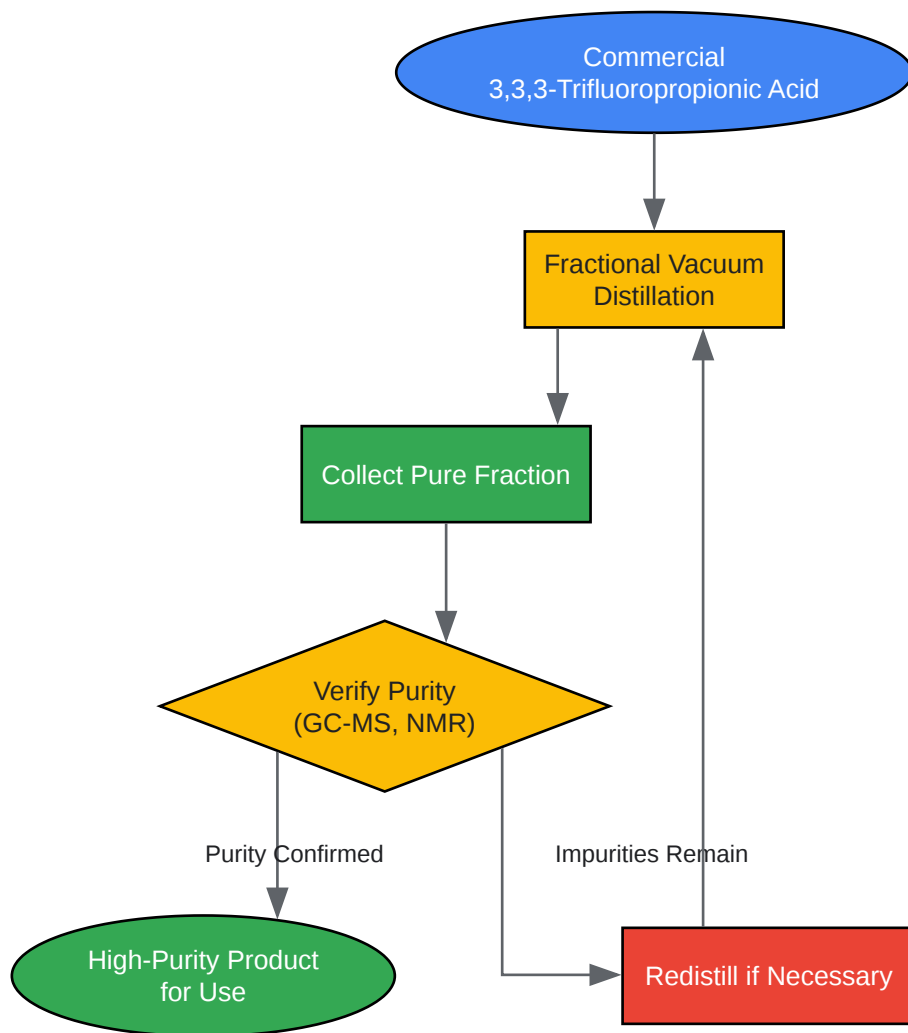 Commercial
3,3,3-Trifluoropropionic Acid
Fractional Vacuum
Distillation
Collect Pure Fraction
Verify Purity
(GC-MS, NMR)
Purity Confirmed
Impurities Remain
High-Purity Product
for Use
Redistill if Necessary